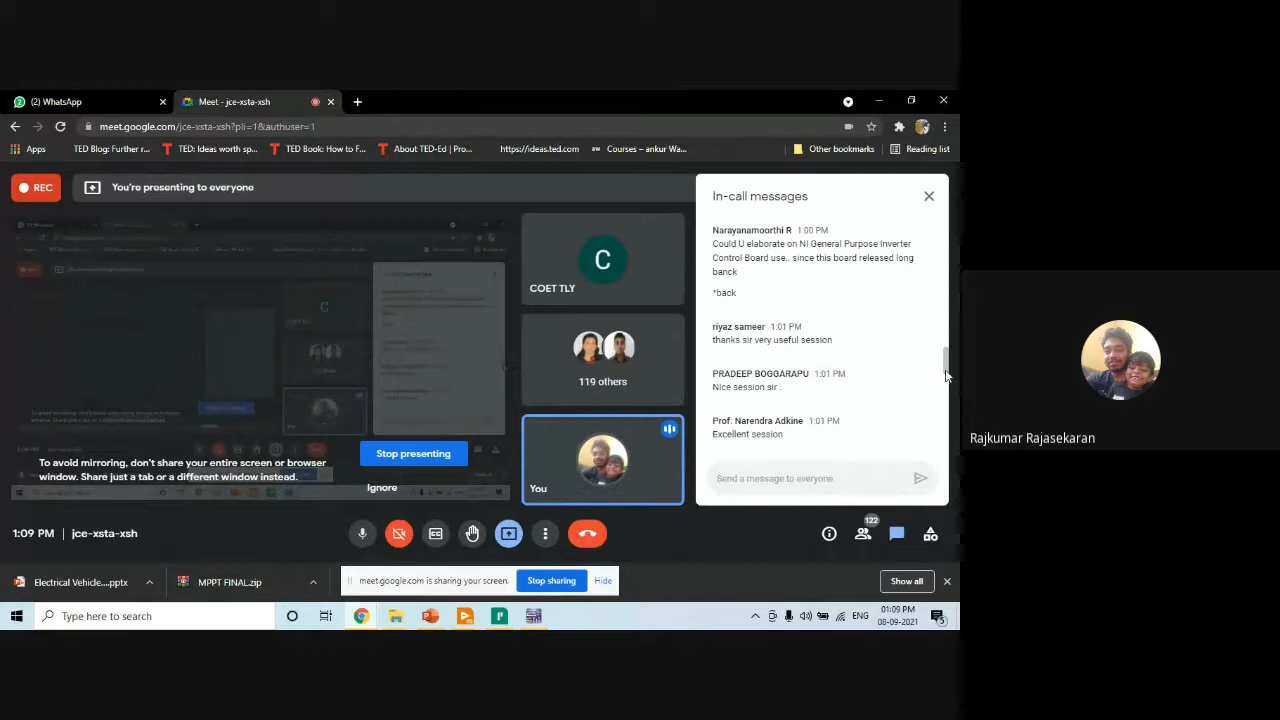 (2) WhatsApp
Meet - jce-xsta-xsh
meet.google.com/jce-xsta-xsh?pli=1&authuser=1
Apps
TED Blog: Further r...
TED: Ideas worth sp...
TED Book: How to F...
About TED-Ed | Pro...
https://ideas.ted.com
aw Courses – ankur Wa...
Other bookmarks
Reading list
REC
You're presenting to everyone
In-call messages
Narayanamoorthi R 1:00 PM
Could U elaborate on NI General Purpose Inverter
Control Board use.. since this board released long
banck
*back
riyaz sameer 1:01 PM
thanks sir very useful session
PRADEEP BOGGARAPU 1:01 PM
Nice session sir .
Prof. Narendra Adkine 1:01 PM
Excellent session
Send a message to everyone
C
COET TLY
119 others
You
To avoid mirroring, don't share your entire screen or browser
window. Share just a tab or a different window instead.
Stop presenting
Ignore
Rajkumar Rajasekaran
1:09 PM | jce-xsta-xsh
122
Electrical Vehicle....pptx
MPPT FINAL.zip
meet.google.com is sharing your screen.
Stop sharing
Hide
Show all
Type here to search
ENG
01:09 PM
08-09-2021
5